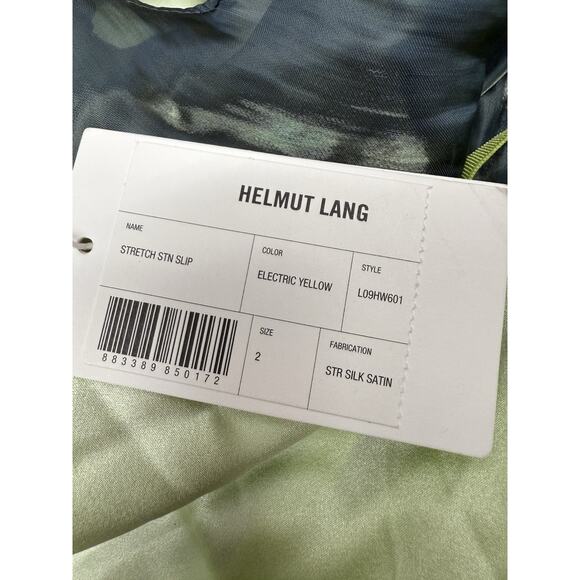 HELMUT LANG
NAME
STRETCH STN SLIP
COLOR
ELECTRIC YELLOW
STYLE
L09HW601
883389850172
SIZE
2
FABRICATION
STR SILK SATIN